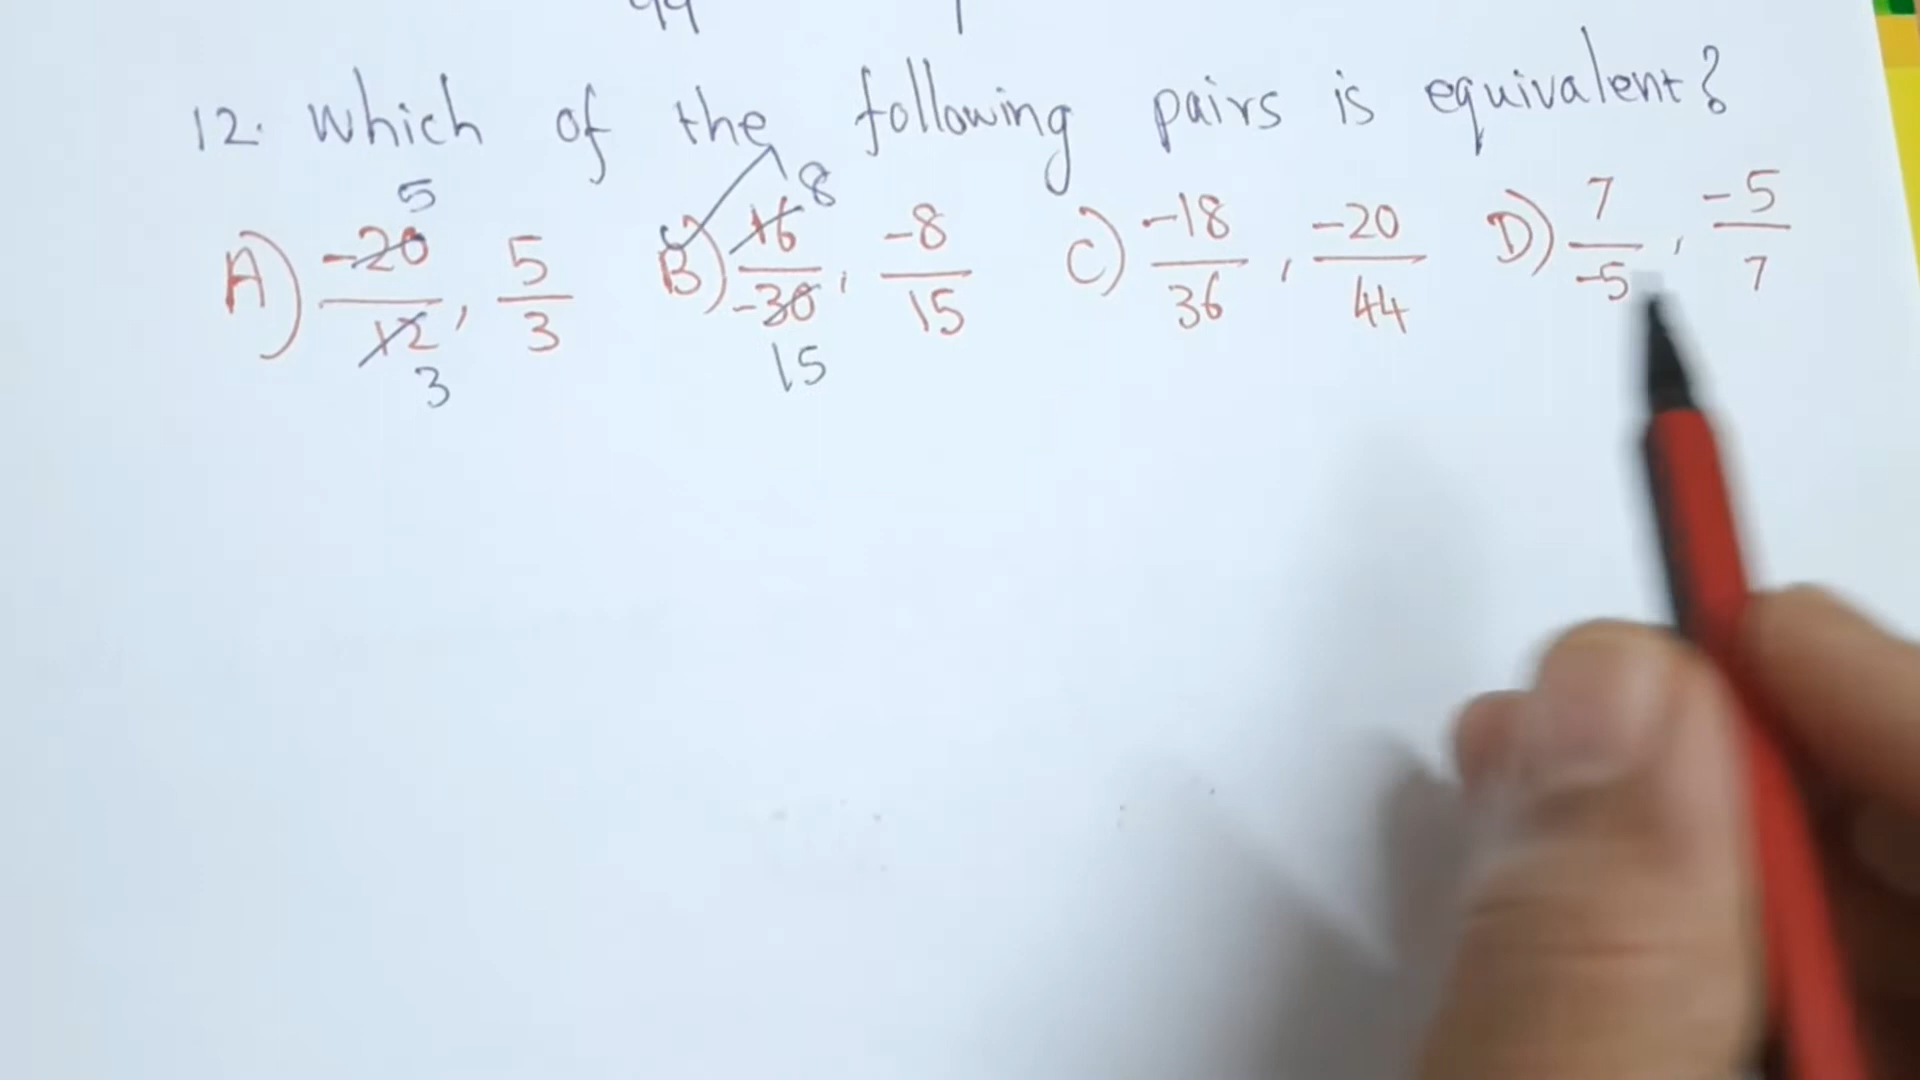 12. Which of the following pairs is equivalent?
5 8
A) -20/12 , 5/3 B) 16/-30 , -8/15 C) -18/36 , -20/44 D) 7/-5 , -5/7
3 15